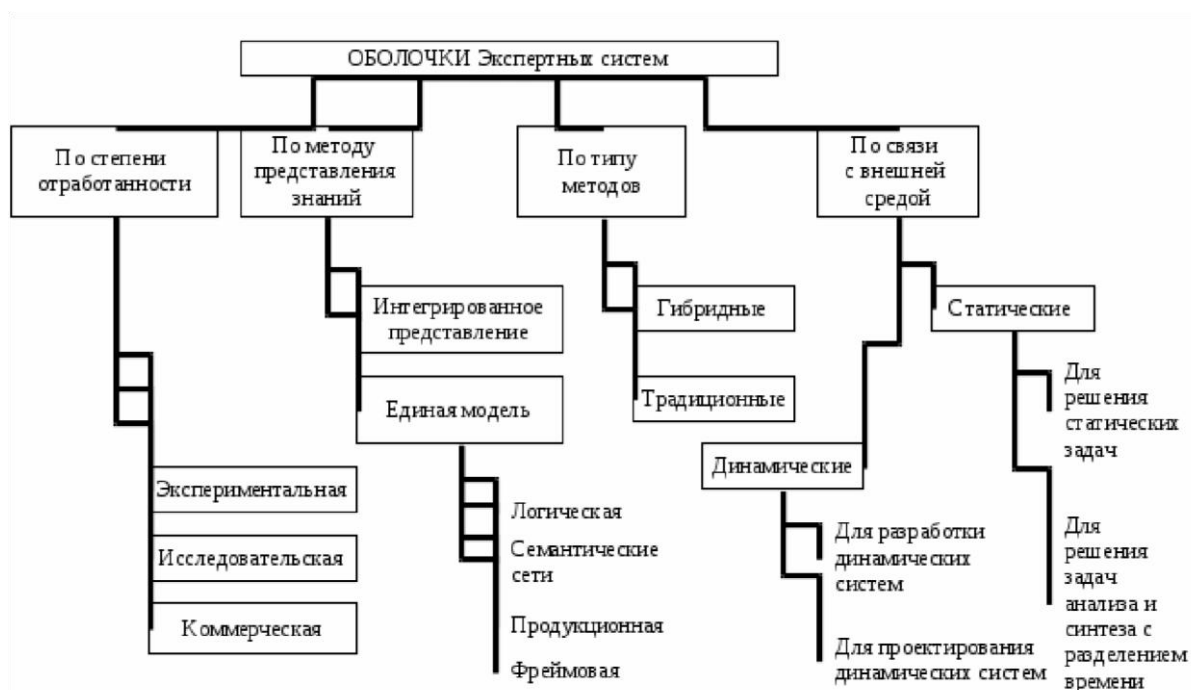 ОБОЛОЧКИ Экспертных систем
По степени
отработанности
По методу
представления
знаний
По типу
методов
По связи
с внешней
средой
Интегрированное
представление
Единая модель
Гибридные
Традиционные
Статические
Динамические
Экспериментальная
Исследовательская
Коммерческая
Логическая
Семантические
сети
Продукционная
Фреймовая
Для разработки
динамических
систем
Для проектирования
динамических систем
Для
решения
статических
задач
Для
решения
задач
анализа и
синтеза с
разделением
времени